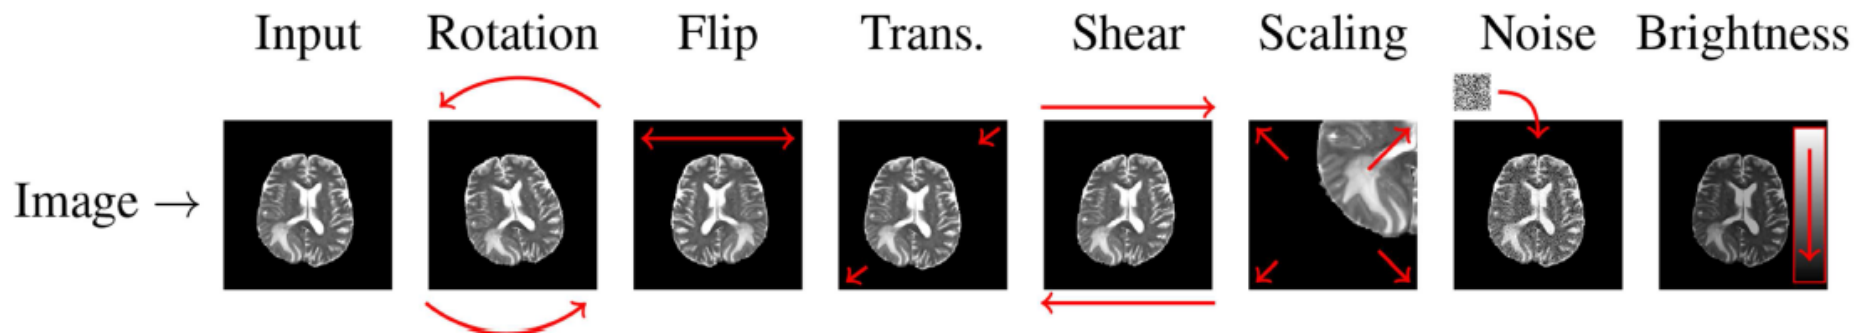 Input Rotation Flip Trans. Shear Scaling Noise Brightness
Image →